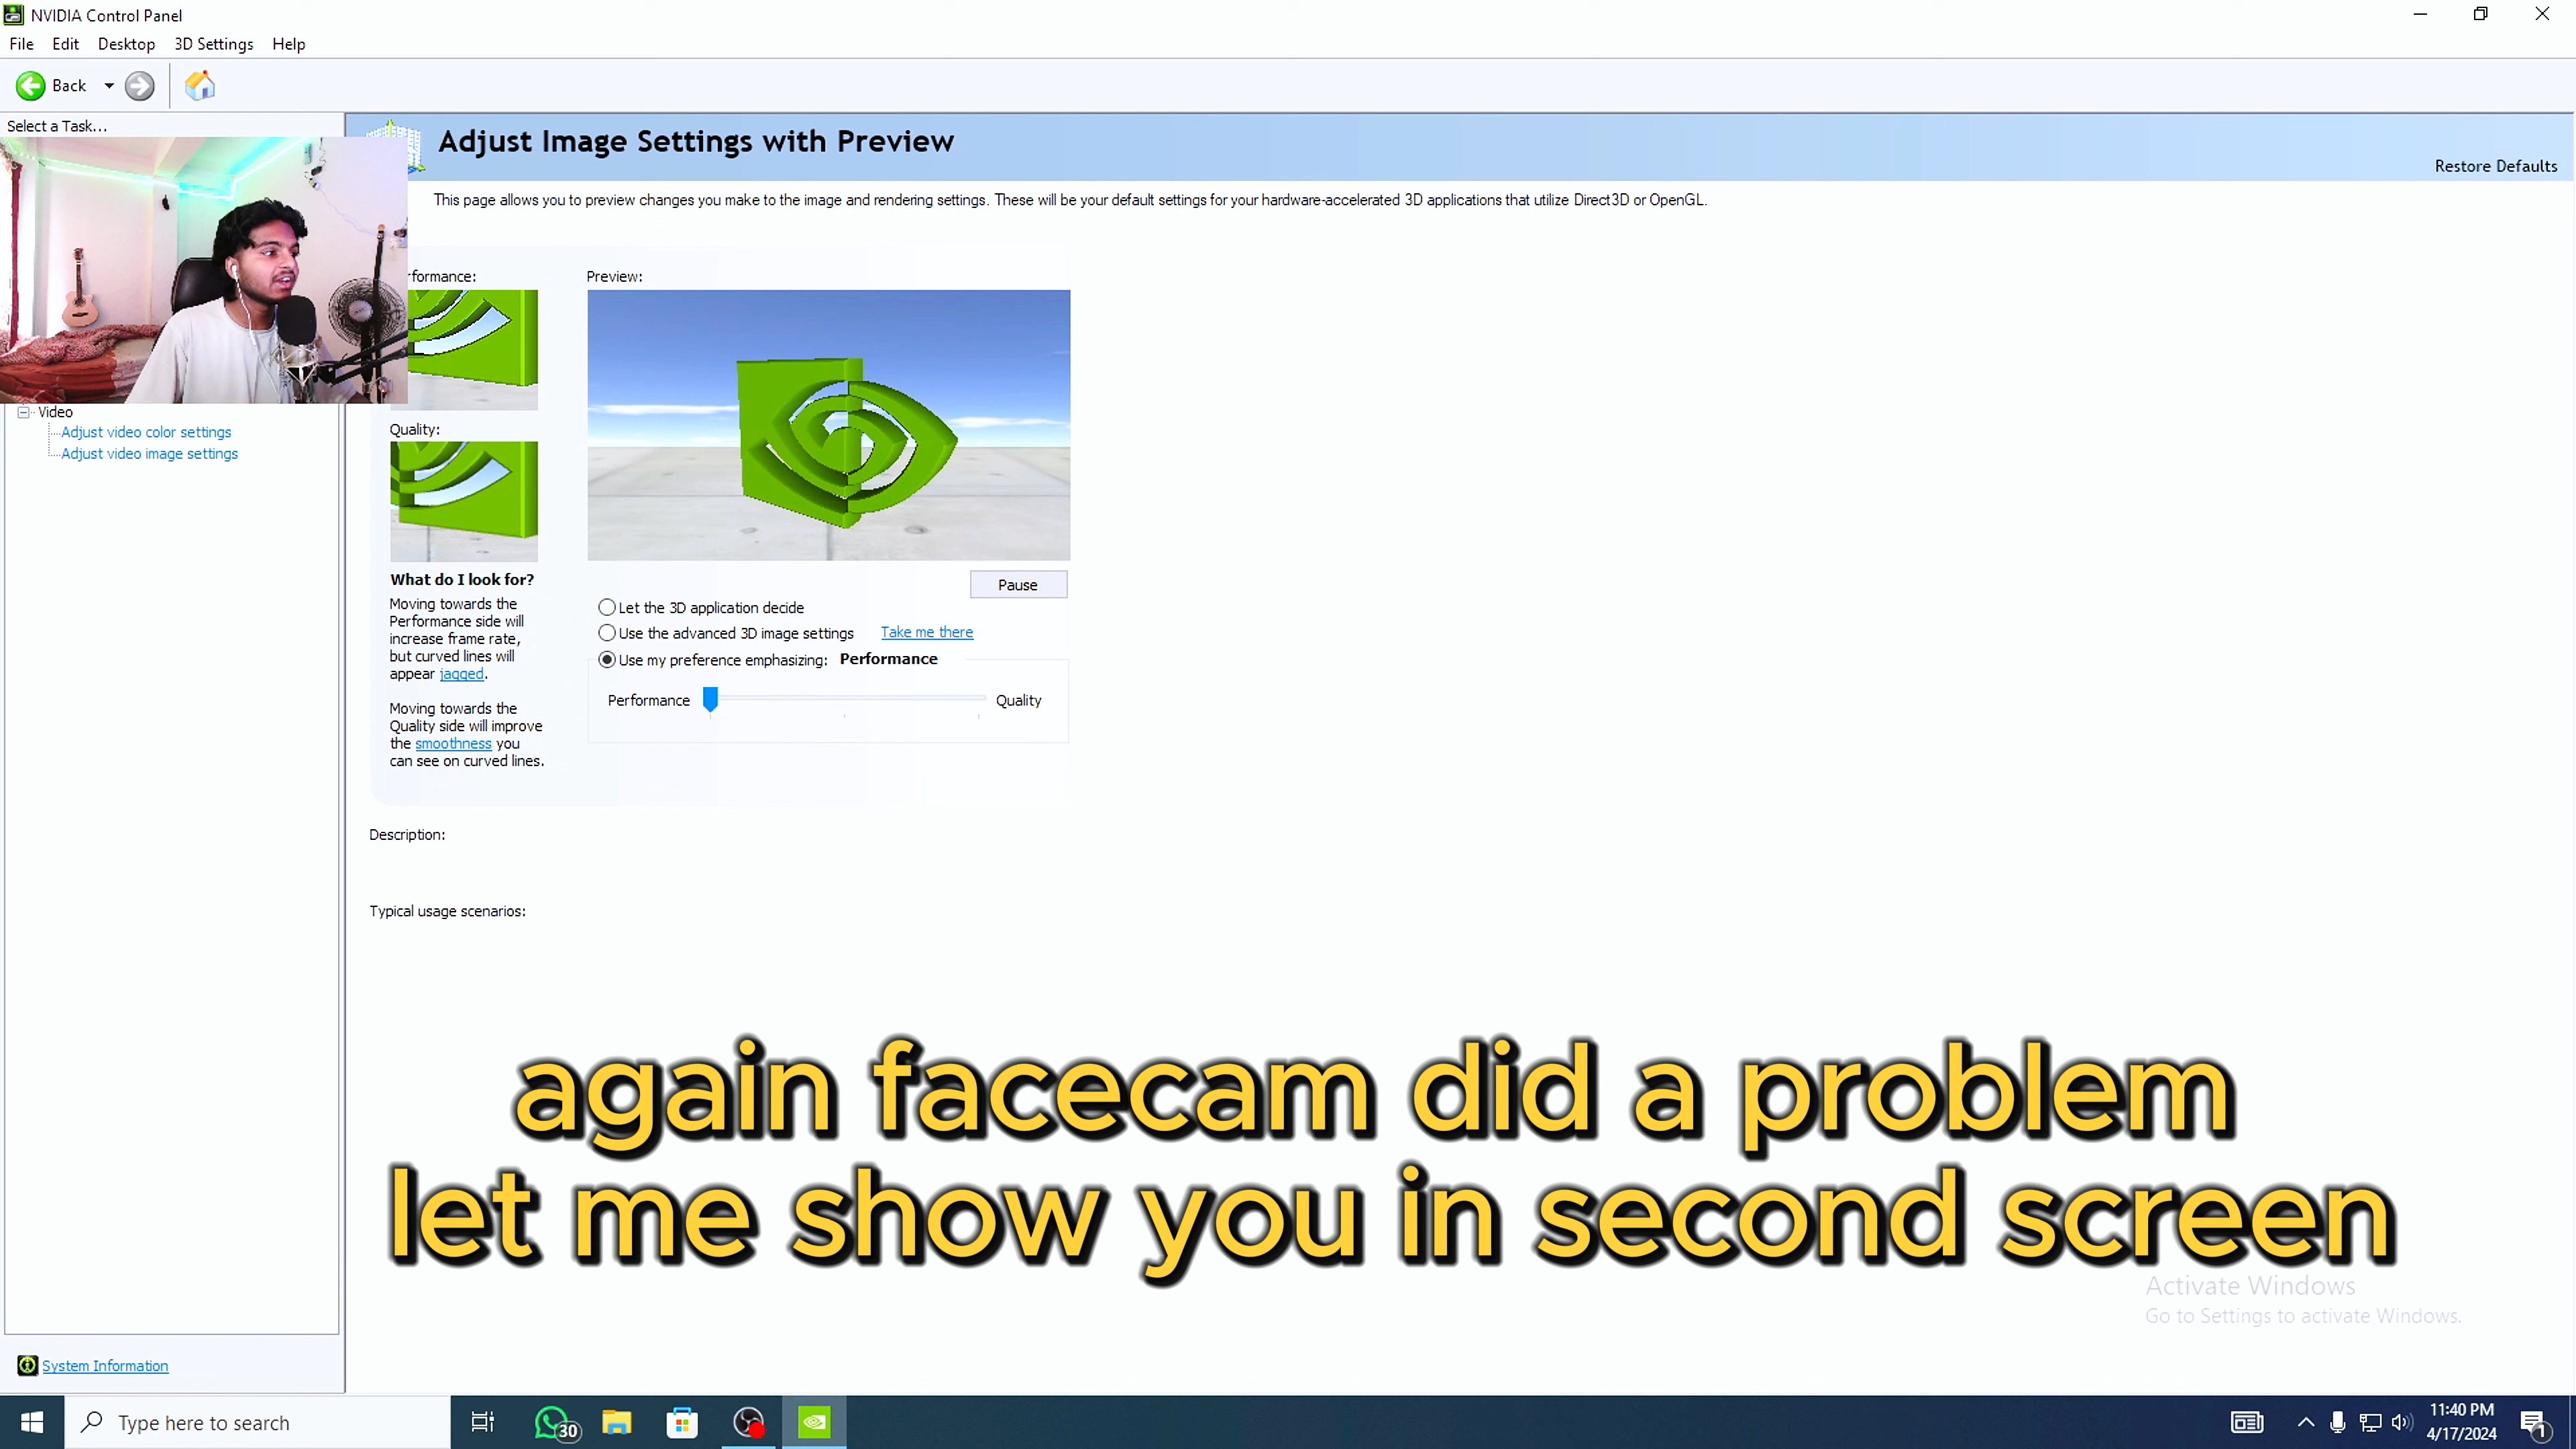 NVIDIA Control Panel
File Edit Desktop 3D Settings Help
Back
Select a Task...
Adjust Image Settings with Preview
Restore Defaults
This page allows you to preview changes you make to the image and rendering settings. These will be your default settings for your hardware-accelerated 3D applications that utilize Direct3D or OpenGL.
rformance:
Preview:
Video
Adjust video color settings
Adjust video image settings
Quality:
What do I look for?
Moving towards the
Performance side will
increase frame rate,
but curved lines will
appear jagged.
Moving towards the
Quality side will improve
the smoothness you
can see on curved lines.
Pause
Let the 3D application decide
Use the advanced 3D image settings Take me there
Use my preference emphasizing: Performance
Performance Quality
Description:
Typical usage scenarios:
again facecam did a problem
let me show you in second screen
Activate Windows
Go to Settings to activate Windows.
System Information
Type here to search
30
11:40 PM
4/17/2024
1